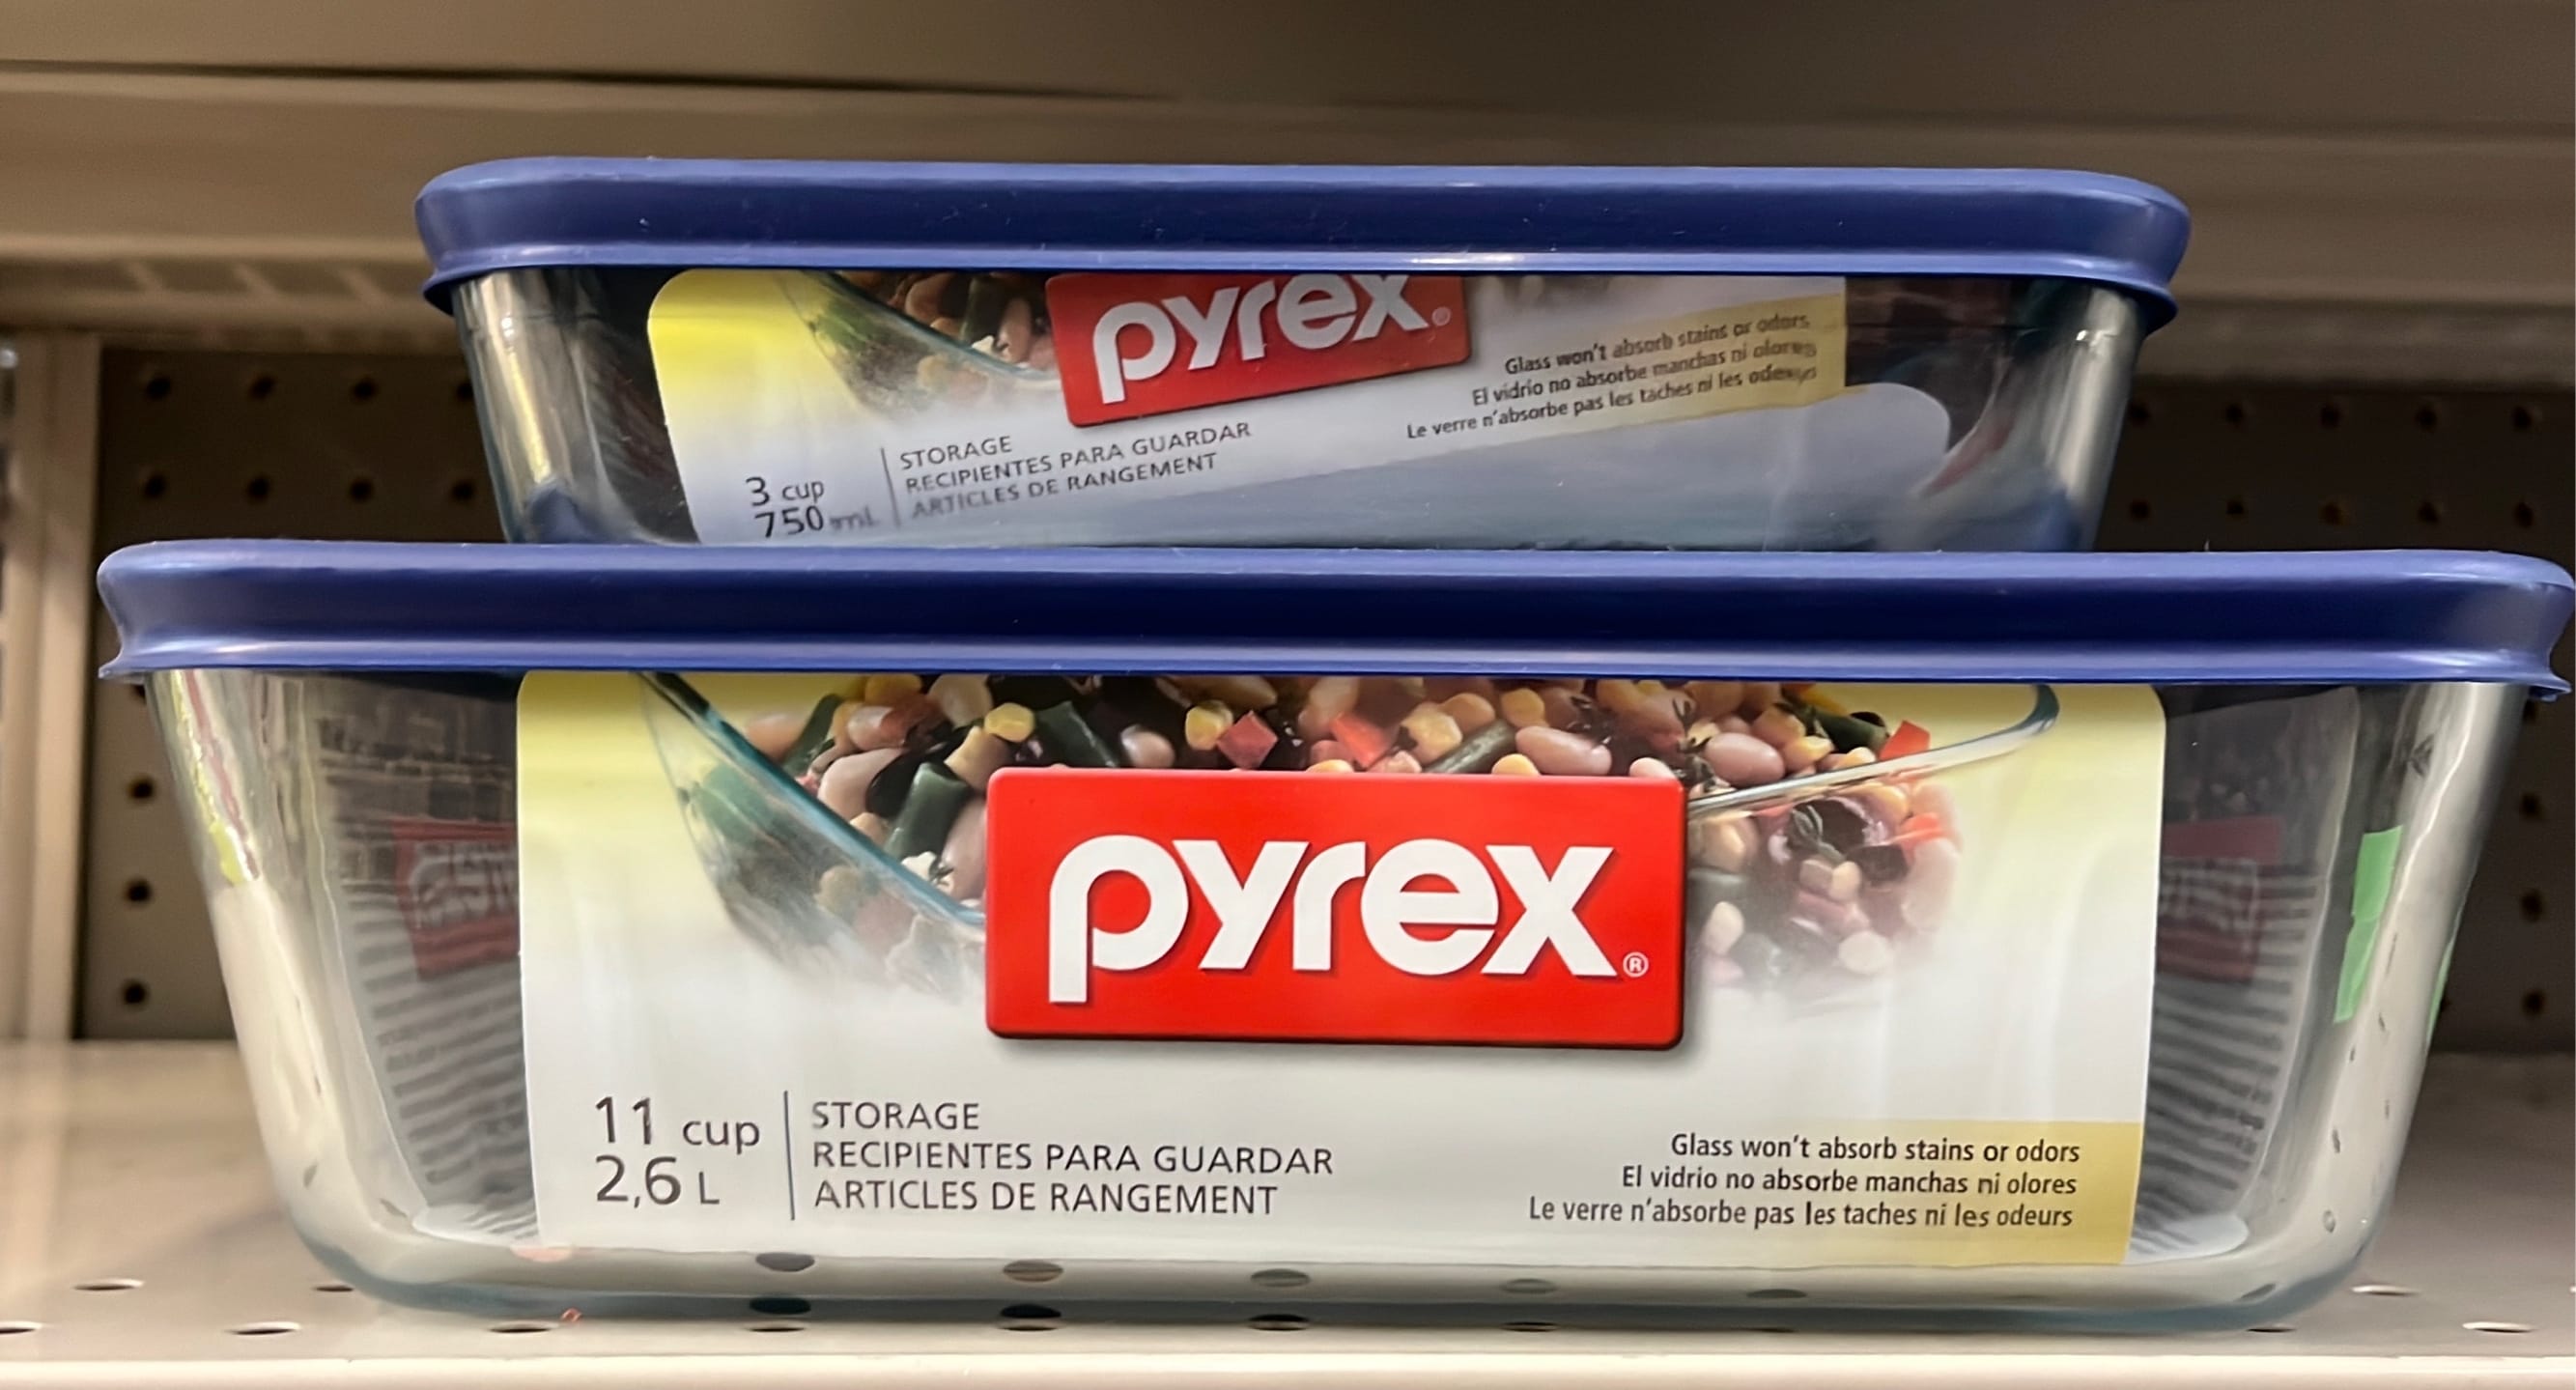 pyrex®
Glass won't absorb stains or odors
El vidrio no absorbe manchas ni olores
Le verre n'absorbe pas les taches ni les
3 cup
750 mL
STORAGE
RECIPIENTES PARA GUARDAR
ARTICLES DE RANGEMENT
pyrex®
11 cup
2,6 L
STORAGE
RECIPIENTES PARA GUARDAR
ARTICLES DE RANGEMENT
Glass won't absorb stains or odors
El vidrio no absorbe manchas ni olores
Le verre n'absorbe pas les taches ni les odeurs